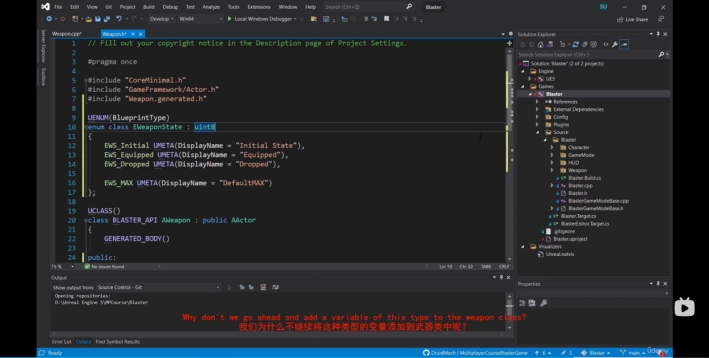 File Edit View Git Project Build Debug Test Analyze Tools Extensions Window Help
Search (Ctrl+Q)
Blaster
Develop
Win64
Local Windows Debugger
Live Share
Server Explorer
Toolbox
Weapon.cpp*
Weapon.h*
1 // Fill out your copyright notice in the Description page of Project Settings.
2
3 #pragma once
4
5 #include "CoreMinimal.h"
6 #include "GameFramework/Actor.h"
7 #include "Weapon.generated.h"
8
9 UENUM(BlueprintType)
10 enum class EWeaponState : uint8
11 {
12 EWS_Initial UMETA(DisplayName = "Initial State"),
13 EWS_Equipped UMETA(DisplayName = "Equipped"),
14 EWS_Dropped UMETA(DisplayName = "Dropped"),
15
16 EWS_MAX UMETA(DisplayName = "DefaultMAX")
17 };
18
19 UCLASS()
20 class BLASTER_API AWeapon : public AActor
21 {
22 GENERATED_BODY()
23
24 public:
75 %
No issues found
Ln: 10 Ch: 32 TABS CRLF
Output
Show output from: Source Control - Git
Opening repositories:
D:\Unreal Engine 5\MPCourse\Blaster
Error List Output Find Symbol Results
Solution Explorer
Search Solution Explorer (Ctrl+;)
Solution 'Blaster' (2 of 2 projects)
Engine
UE5
Games
Blaster
References
External Dependencies
Config
Plugins
Source
Blaster
Character
GameMode
HUD
Weapon
Blaster.Build.cs
Blaster.cpp
Blaster.h
BlasterGameModeBase.cpp
BlasterGameModeBase.h
Blaster.Target.cs
BlasterEditor.Target.cs
.gitignore
Blaster.uproject
Visualizers
Unreal.natvis
Properties
Why don't we go ahead and add a variable of this type to the weapon class?
我们为什么不继续将这种类型的变量添加到武器类中呢?
Ready
DruidMech / MultiplayerCourseBlasterGame
Blaster
main